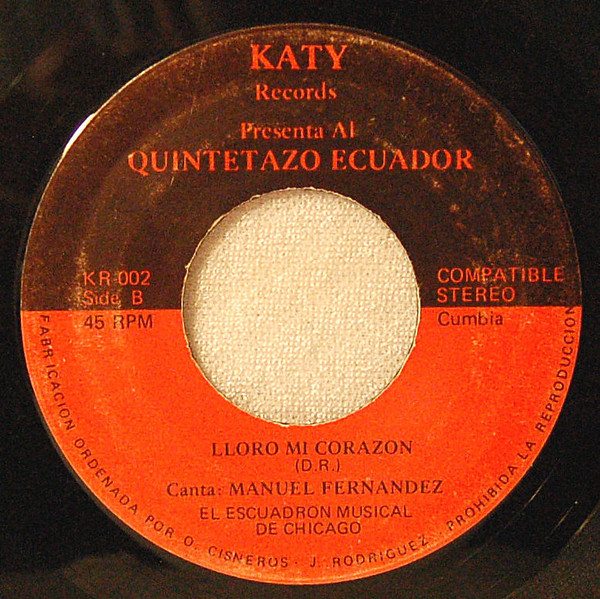 KATY
Records
Presenta Al
QUINTETAZO ECUADOR
KR-002
Side B
45 RPM
COMPATIBLE
STEREO
Cumbia
LLORO MI CORAZON
(D.R.)
Canta: MANUEL FERNANDEZ
EL ESCUADRON MUSICAL
DE CHICAGO
FABRICACION ORDENADA POR O. CISNEROS - J. RODRIGUEZ - PROHIBIDA LA REPRODUCCION